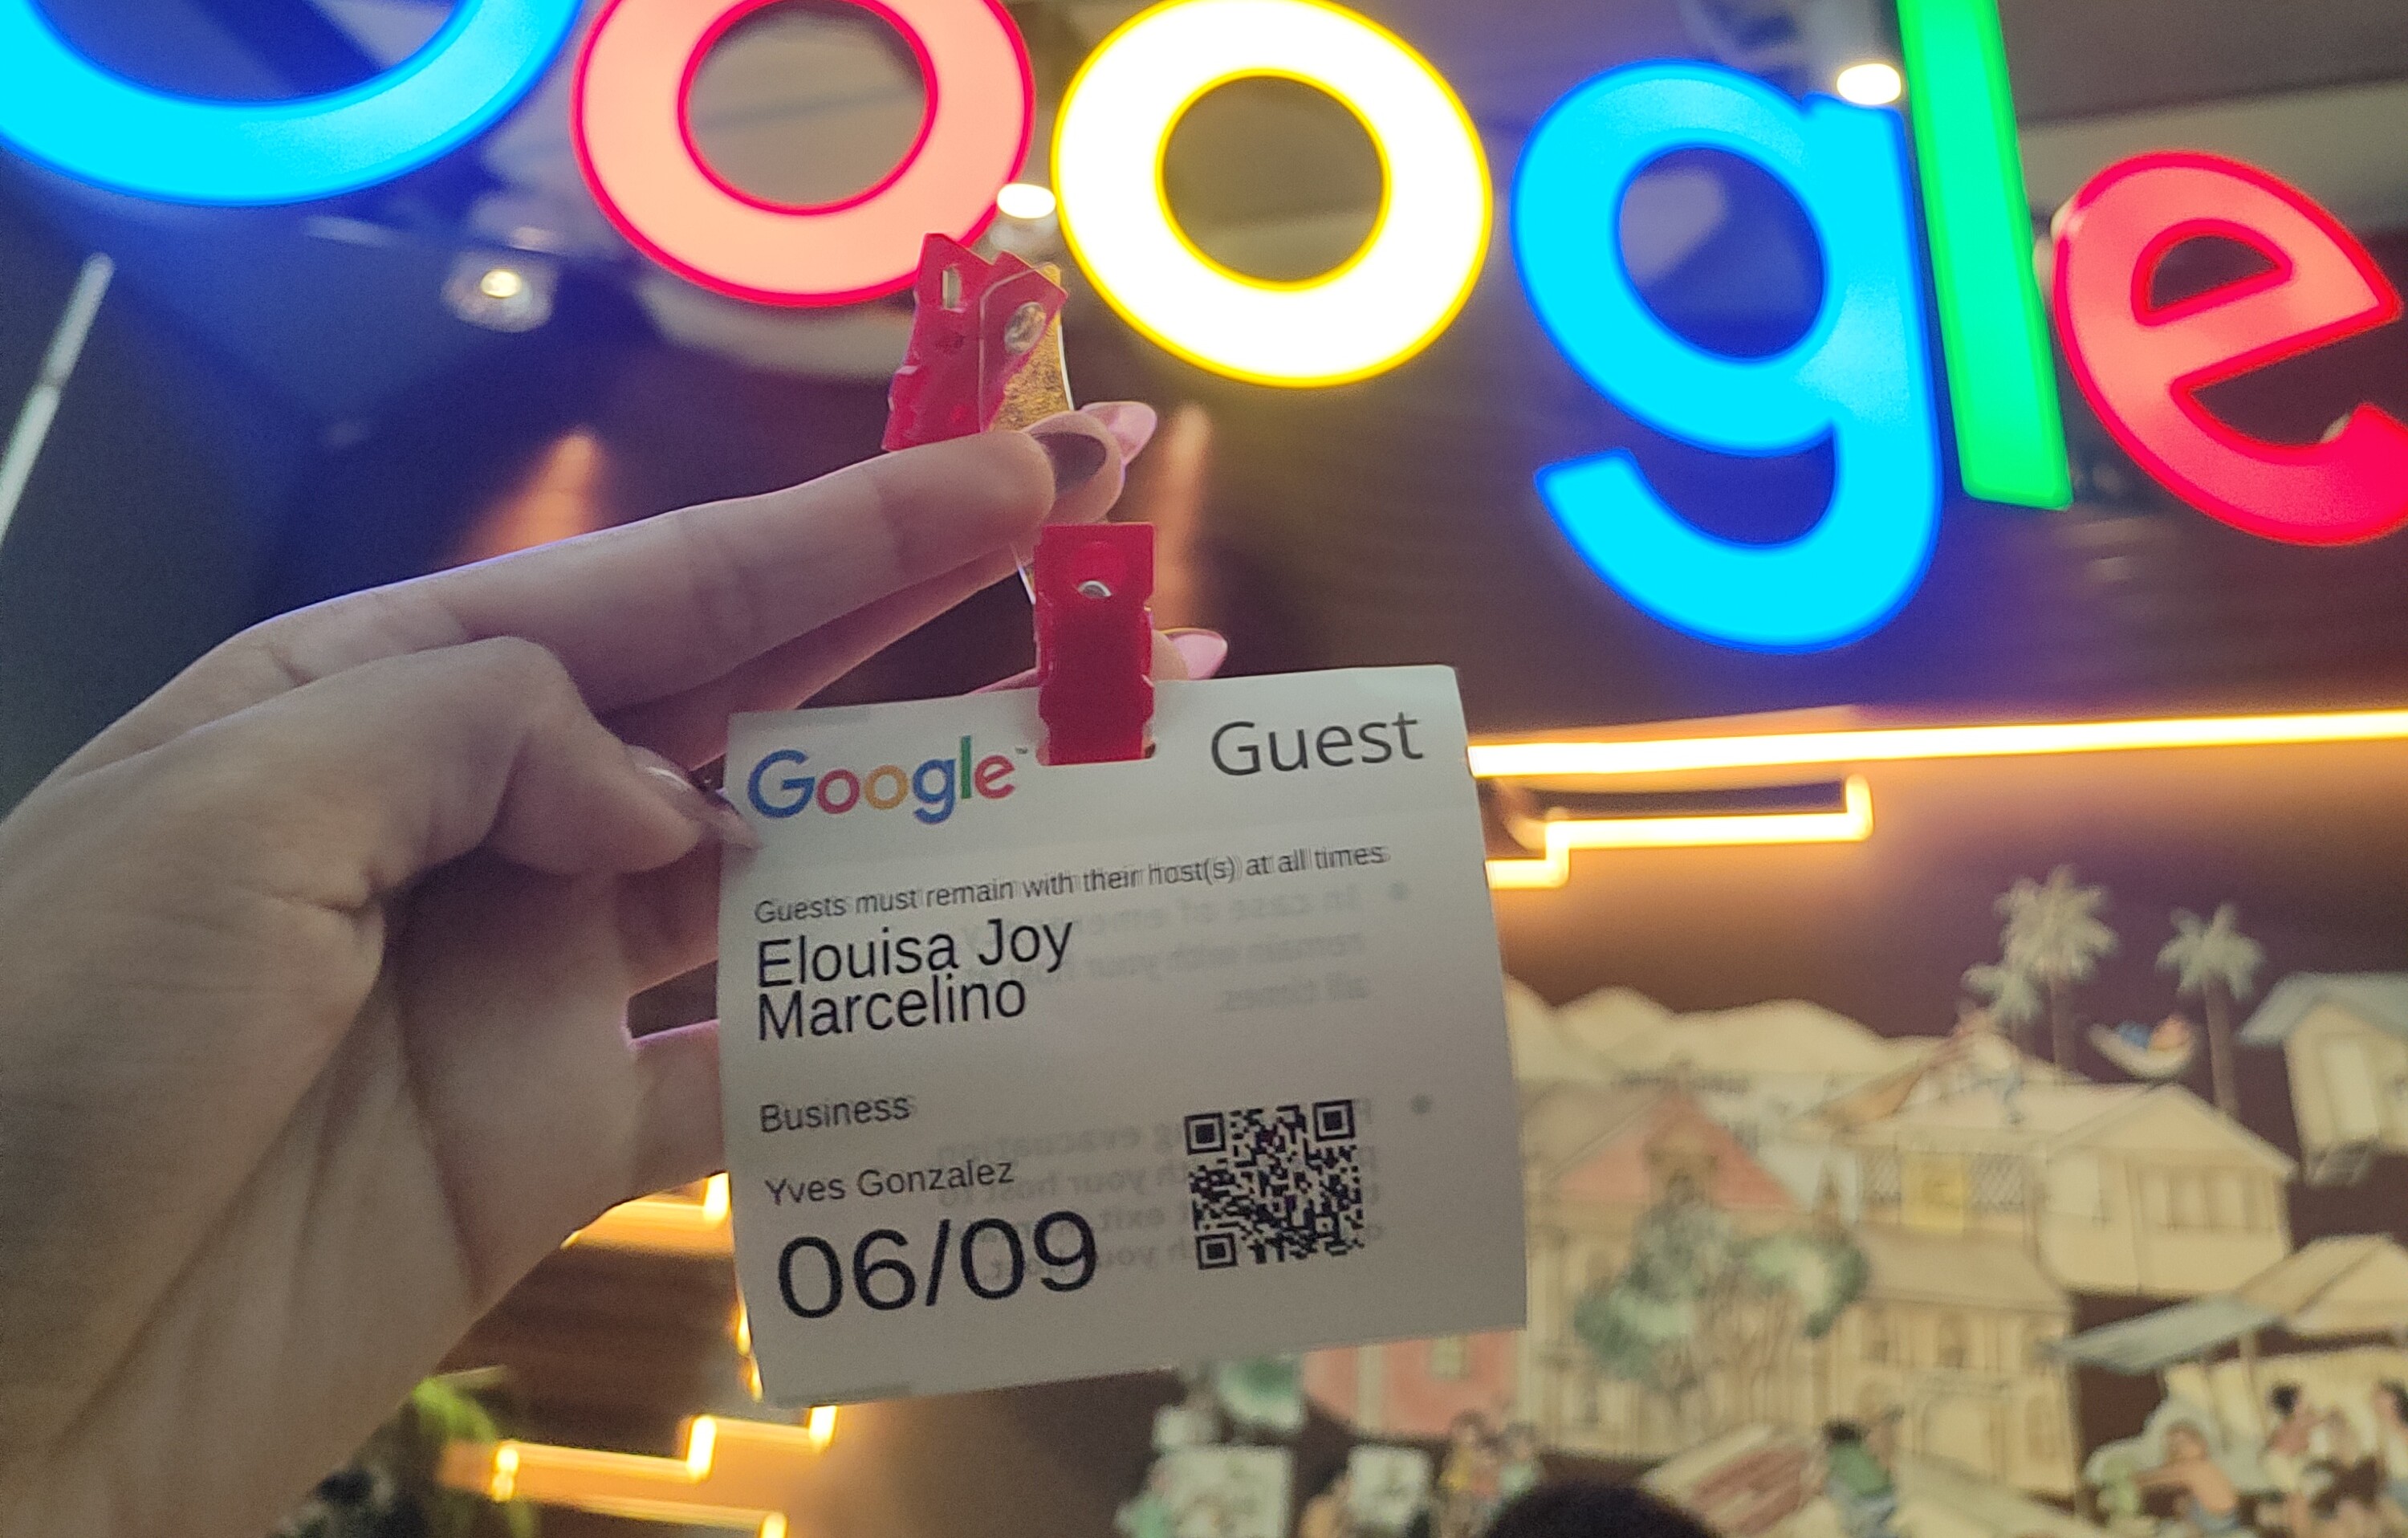 Google
Google™ Guest
Guests must remain with their host(s) at all times
Elouisa Joy
Marcelino
Business
Yves Gonzalez
06/09